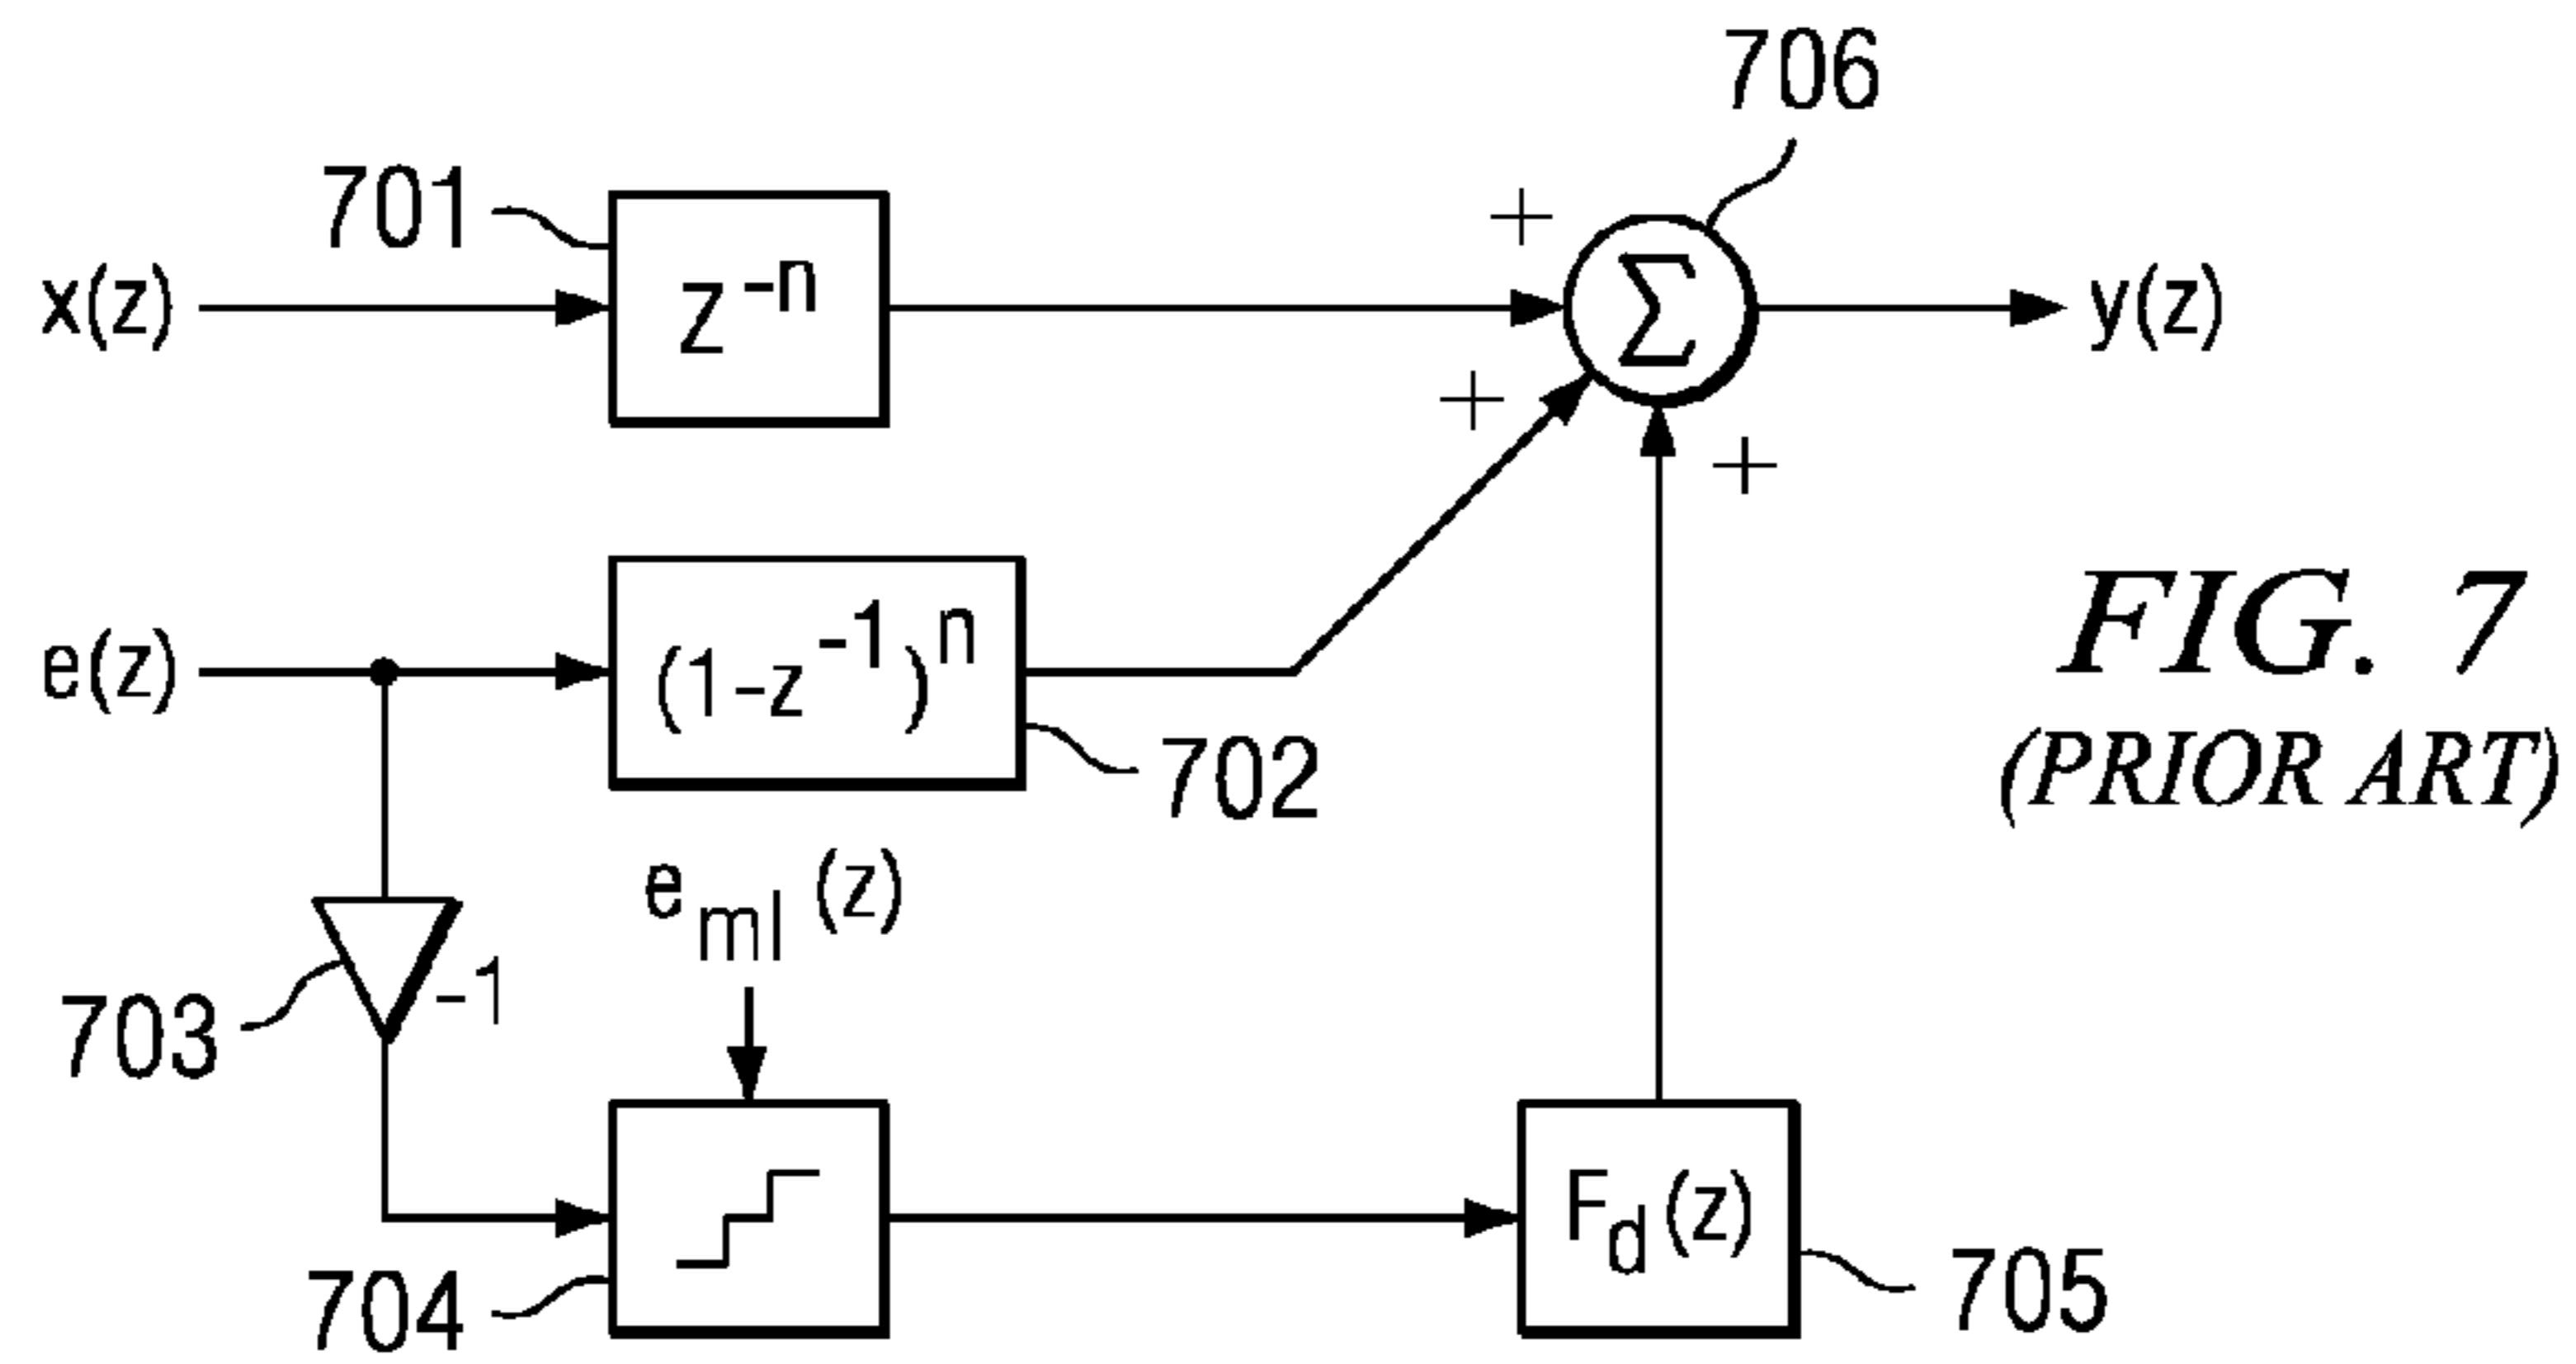 706
701
x(z)
z^-n
+
Σ
y(z)
+
+
e(z)
(1-z^-1)^n
702
FIG. 7
(PRIOR ART)
703
-1
e_ml(z)
704
F_d(z)
705